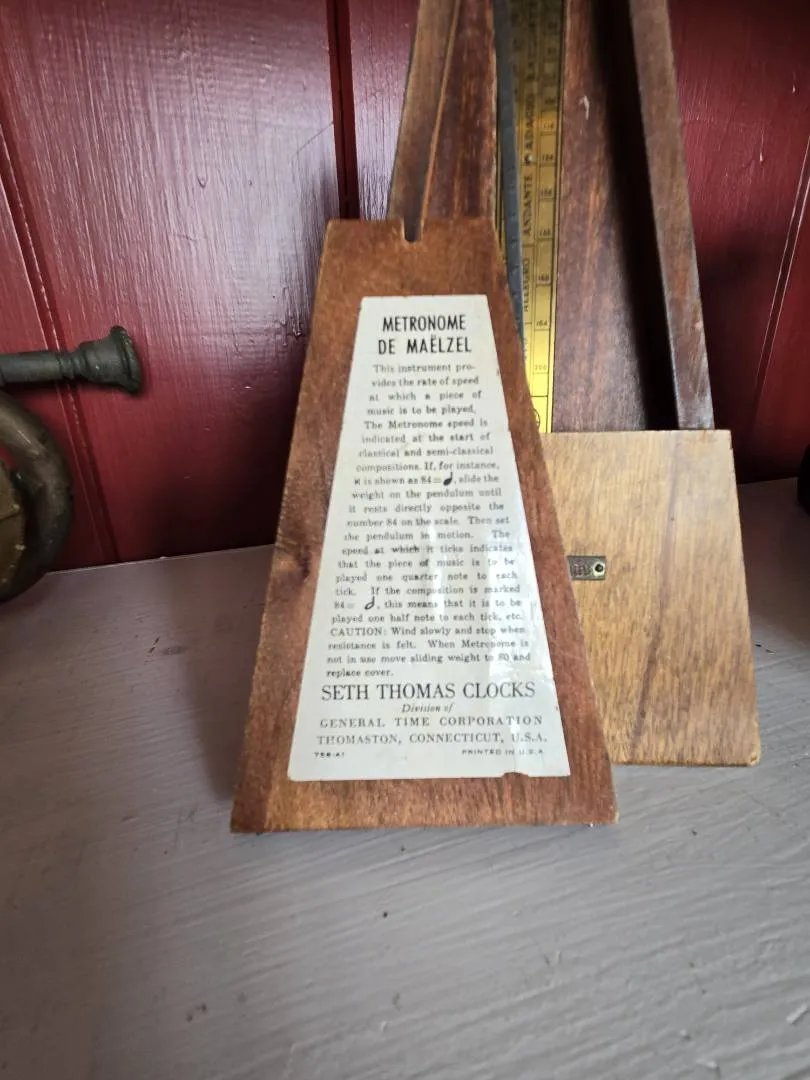 METRONOME
DE MAËLZEL
This instrument pro-
vides the rate of speed
at which a piece of
music is to be played.
The Metronome speed is
indicated at the start of
classical and semi-classical
compositions. If, for instance,
it is shown as 84 = ♩, slide the
weight on the pendulum until
it rests directly opposite the
number 84 on the scale. Then set
the pendulum in motion. The
speed at which it ticks indicates
that the piece of music is to be
played one quarter note to each
tick. If the composition is marked
84 = 𝅗𝅥, this means that it is to be
played one half note to each tick, etc.
CAUTION: Wind slowly and stop when
resistance is felt. When Metronome is
not in use move sliding weight to 80 and
replace cover.
SETH THOMAS CLOCKS
Division of
GENERAL TIME CORPORATION
THOMASTON, CONNECTICUT, U.S.A.
756-A1 PRINTED IN U.S.A.
ADAGIO
ANDANTE
ALLEGRO
184
200